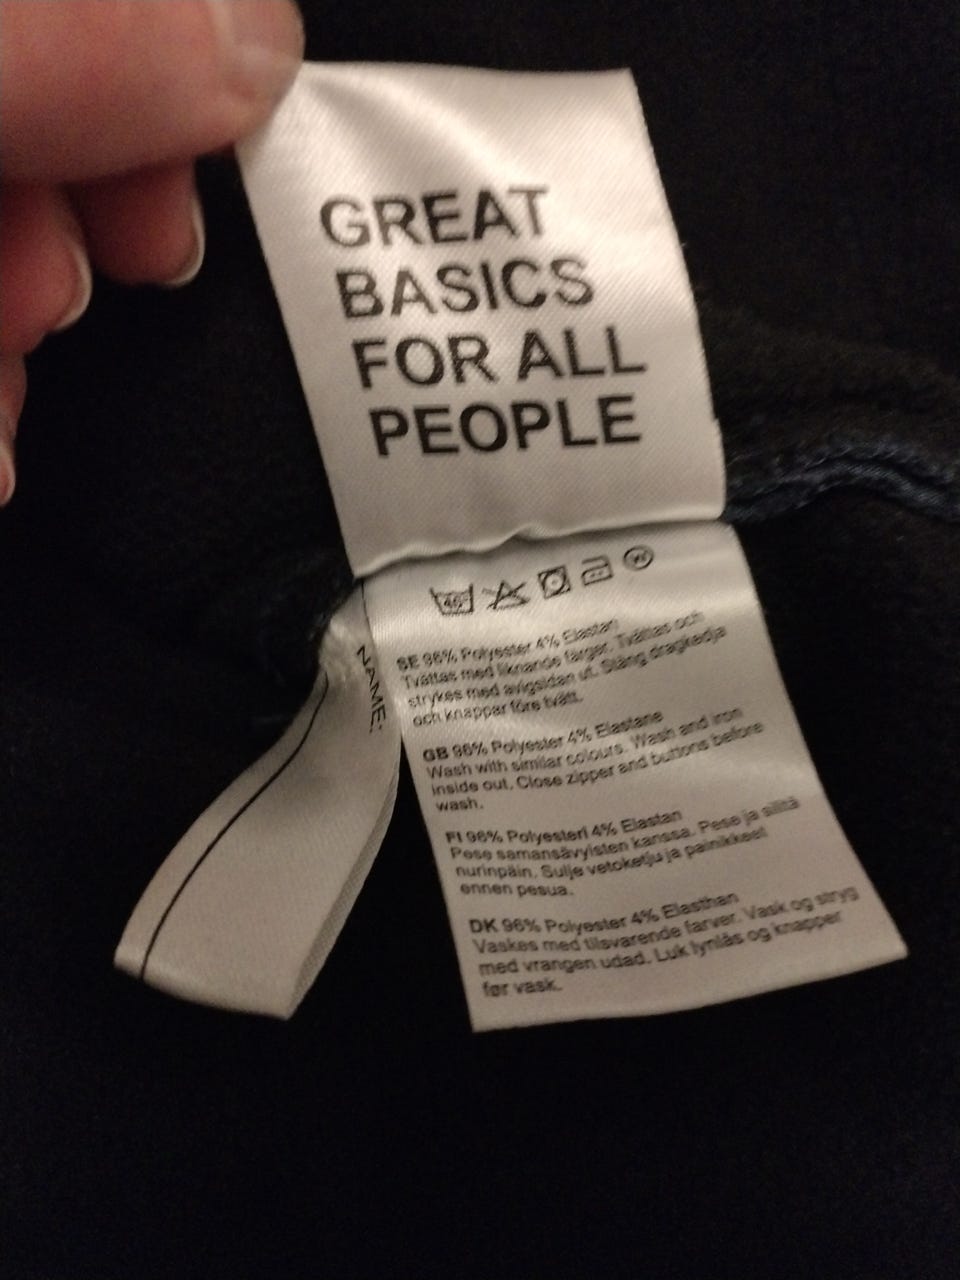 GREAT
BASICS
FOR ALL
PEOPLE
40°
W
SE 96% Polyester 4% Elastan
Tvättas med liknande färger. Tvättas och
strykes med avigsidan ut. Stäng dragkedja
och knappar före tvätt.
GB 96% Polyester 4% Elastane
Wash with similar colours. Wash and iron
inside out. Close zipper and buttons before
wash.
FI 96% Polyesteri 4% Elastan
Pese samansävyisten kanssa. Pese ja silitä
nurinpäin. Sulje vetoketju ja painikkeet
ennen pesua.
DK 96% Polyester 4% Elasthan
Vaskes med tilsvarende farver. Vask og stryg
med vrangen udad. Luk lynlås og knapper
før vask.
NAME: